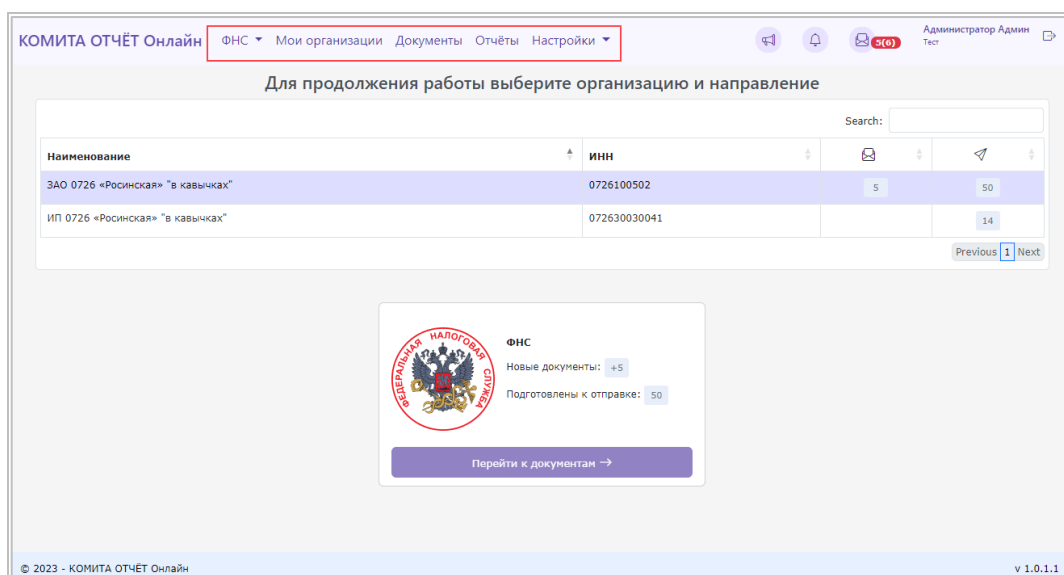 КОМИТА ОТЧЁТ Онлайн ФНС Мои организации Документы Отчёты Настройки 5(6) Администратор Админ
Тест
Для продолжения работы выберите организацию и направление
Search:
Наименование ИНН
ЗАО 0726 «Росинская» "в кавычках" 0726100502 5 50
ИП 0726 «Росинская» "в кавычках" 072630030041 14
Previous 1 Next
ФЕДЕРАЛЬНАЯ НАЛОГОВАЯ СЛУЖБА
ФНС
Новые документы: +5
Подготовлены к отправке: 50
Перейти к документам →
© 2023 - КОМИТА ОТЧЁТ Онлайн v 1.0.1.1